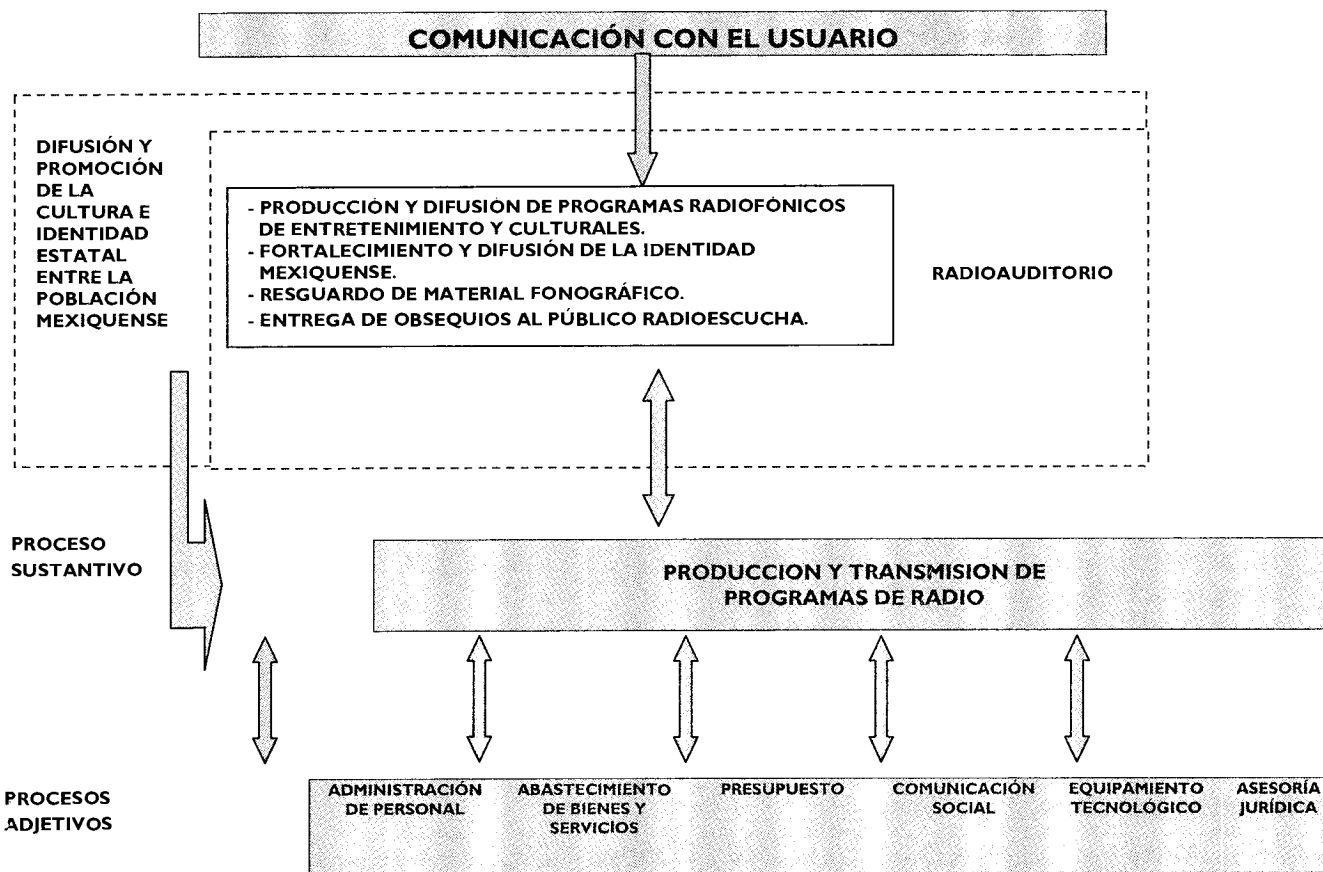 COMUNICACIÓN CON EL USUARIO
DIFUSIÓN Y
PROMOCIÓN
DE LA
CULTURA E
IDENTIDAD
ESTATAL
ENTRE LA
POBLACIÓN
MEXIQUENSE
- PRODUCCIÓN Y DIFUSIÓN DE PROGRAMAS RADIOFÓNICOS
DE ENTRETENIMIENTO Y CULTURALES.
- FORTALECIMIENTO Y DIFUSIÓN DE LA IDENTIDAD
MEXIQUENSE.
- RESGUARDO DE MATERIAL FONOGRÁFICO.
- ENTREGA DE OBSEQUIOS AL PÚBLICO RADIOESCUCHA.
RADIOAUDITORIO
PROCESO
SUSTANTIVO
PRODUCCION Y TRANSMISION DE
PROGRAMAS DE RADIO
PROCESOS
ADJETIVOS
ADMINISTRACIÓN
DE PERSONAL
ABASTECIMIENTO
DE BIENES Y
SERVICIOS
PRESUPUESTO
COMUNICACIÓN
SOCIAL
EQUIPAMIENTO
TECNOLÓGICO
ASESORÍA
JURÍDICA